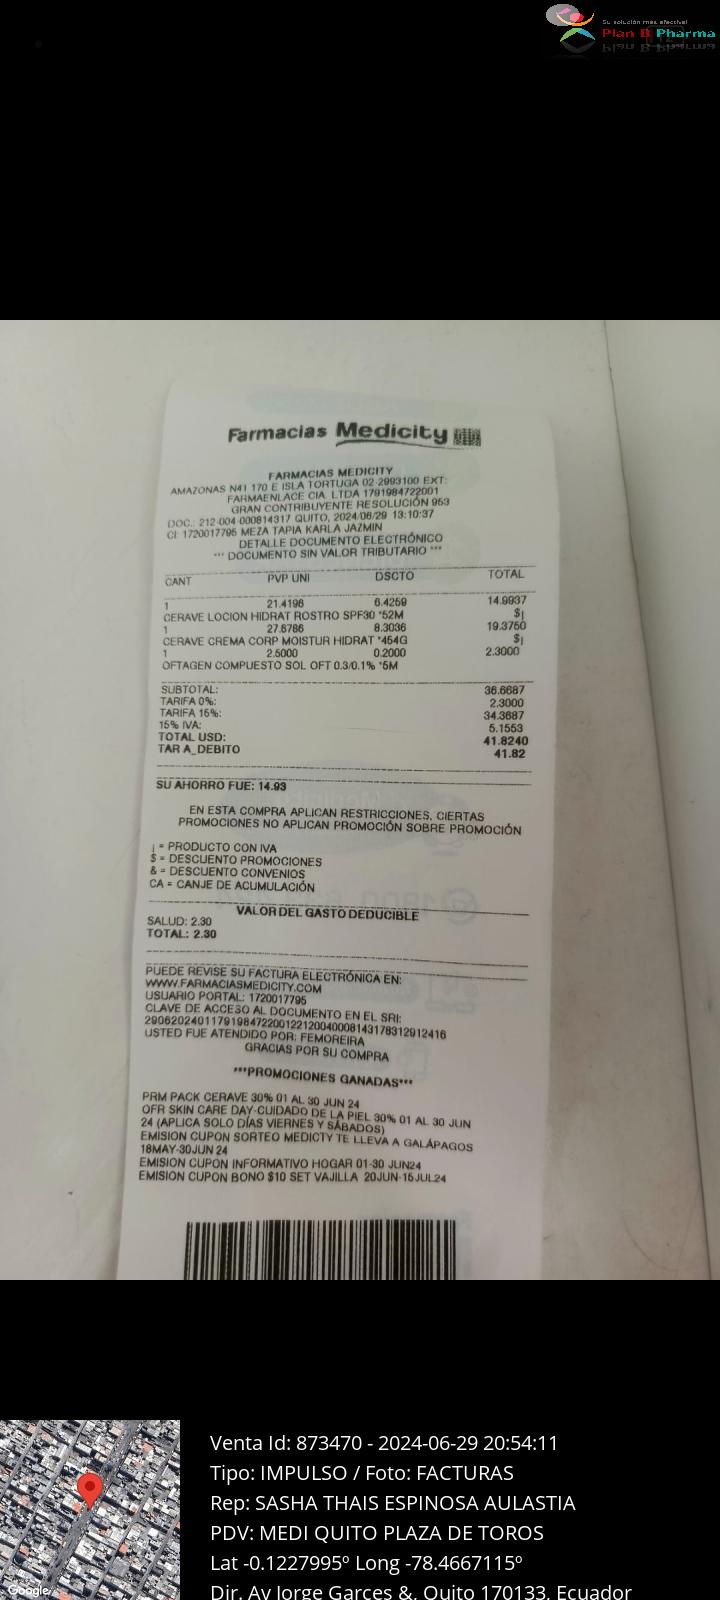 Su solución más efectiva!
Plan B Pharma
Farmacias Medicity
FARMACIAS MEDICITY
AMAZONAS N41 170 E ISLA TORTUGA 02-2993100 EXT:
FARMAENLACE CIA. LTDA 1791984722001
GRAN CONTRIBUYENTE RESOLUCIÓN 953
DOC.: 212-004-000814317 QUITO, 2024/06/29 13:10:37
CI: 1720017795 MEZA TAPIA KARLA JAZMIN
DETALLE DOCUMENTO ELECTRÓNICO
*** DOCUMENTO SIN VALOR TRIBUTARIO ***
CANT PVP UNI DSCTO TOTAL
1 21.4196 6.4259 14.9937
CERAVE LOCION HIDRAT ROSTRO SPF30 *52M $¡
1 27.6786 8.3036 19.3750
CERAVE CREMA CORP MOISTUR HIDRAT *454G $¡
1 2.5000 0.2000 2.3000
OFTAGEN COMPUESTO SOL OFT 0.3/0.1% *5M
SUBTOTAL: 36.6687
TARIFA 0%: 2.3000
TARIFA 15%: 34.3687
15% IVA: 5.1553
TOTAL USD: 41.8240
TAR A_DEBITO 41.82
SU AHORRO FUE: 14.93
EN ESTA COMPRA APLICAN RESTRICCIONES, CIERTAS
PROMOCIONES NO APLICAN PROMOCIÓN SOBRE PROMOCIÓN
¡ = PRODUCTO CON IVA
$ = DESCUENTO PROMOCIONES
& = DESCUENTO CONVENIOS
CA = CANJE DE ACUMULACIÓN
VALOR DEL GASTO DEDUCIBLE
SALUD: 2.30
TOTAL: 2.30
PUEDE REVISE SU FACTURA ELECTRÓNICA EN:
WWW.FARMACIASMEDICITY.COM
USUARIO PORTAL: 1720017795
CLAVE DE ACCESO AL DOCUMENTO EN EL SRI:
2906202401179198472200122120040008143178312912416
USTED FUE ATENDIDO POR: FEMOREIRA
GRACIAS POR SU COMPRA
***PROMOCIONES GANADAS***
PRM PACK CERAVE 30% 01 AL 30 JUN 24
OFR SKIN CARE DAY-CUIDADO DE LA PIEL 30% 01 AL 30 JUN
24 (APLICA SOLO DÍAS VIERNES Y SÁBADOS)
EMISION CUPON SORTEO MEDICTY TE LLEVA A GALÁPAGOS
18MAY-30JUN 24
EMISION CUPON INFORMATIVO HOGAR 01-30 JUN24
EMISION CUPON BONO $10 SET VAJILLA 20JUN-15JUL24
Google
Venta Id: 873470 - 2024-06-29 20:54:11
Tipo: IMPULSO / Foto: FACTURAS
Rep: SASHA THAIS ESPINOSA AULASTIA
PDV: MEDI QUITO PLAZA DE TOROS
Lat -0.1227995º Long -78.4667115º
Dir. Av Jorge Garces &, Quito 170133, Ecuador